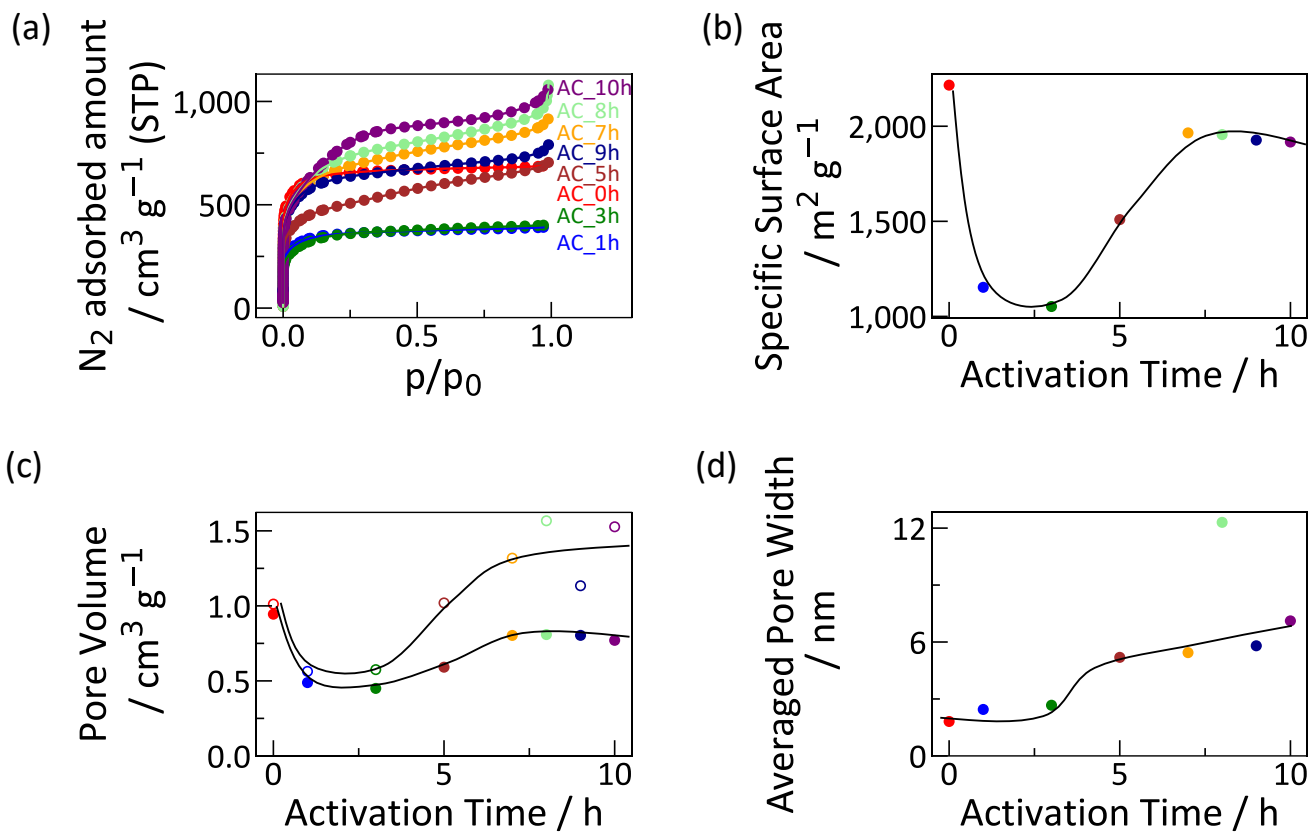 (a)
N₂ adsorbed amount
/ cm³ g⁻¹ (STP)
1,000
500
0
0.0
0.5
1.0
p/p₀
AC_10h
AC_8h
AC_7h
AC_9h
AC_5h
AC_0h
AC_3h
AC_1h
(b)
Specific Surface Area
/ m² g⁻¹
2,000
1,500
1,000
0
5
10
Activation Time / h
(c)
Pore Volume
/ cm³ g⁻¹
1.5
1.0
0.5
0.0
0
5
10
Activation Time / h
(d)
Averaged Pore Width
/ nm
12
6
0
0
5
10
Activation Time / h